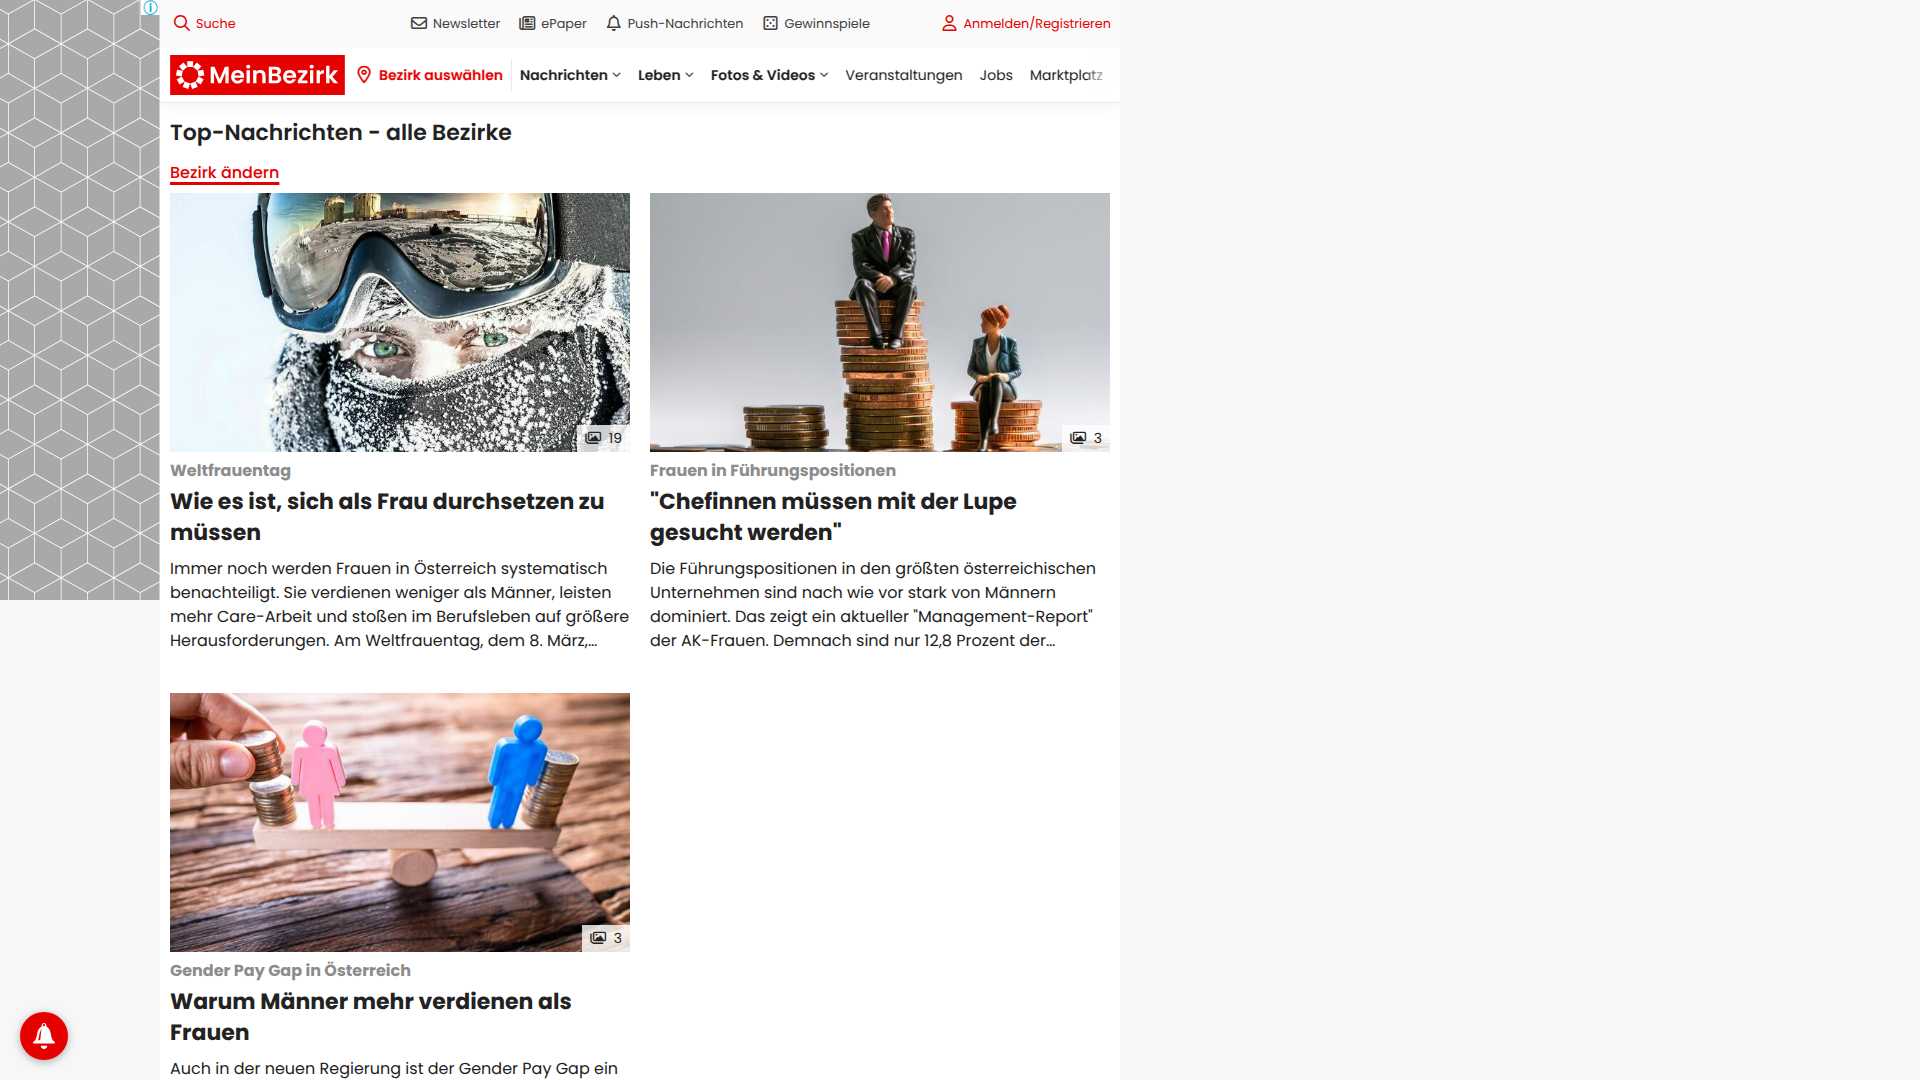 Suche
Newsletter
ePaper
Push-Nachrichten
Gewinnspiele
Anmelden/Registrieren
MeinBezirk
Bezirk auswählen
Nachrichten
Leben
Fotos & Videos
Veranstaltungen
Jobs
Marktplatz
Top-Nachrichten - alle Bezirke
Bezirk ändern
19
Weltfrauentag
Wie es ist, sich als Frau durchsetzen zu
müssen
Immer noch werden Frauen in Österreich systematisch
benachteiligt. Sie verdienen weniger als Männer, leisten
mehr Care-Arbeit und stoßen im Berufsleben auf größere
Herausforderungen. Am Weltfrauentag, dem 8. März,...
3
Frauen in Führungspositionen
"Chefinnen müssen mit der Lupe
gesucht werden"
Die Führungspositionen in den größten österreichischen
Unternehmen sind nach wie vor stark von Männern
dominiert. Das zeigt ein aktueller "Management-Report"
der AK-Frauen. Demnach sind nur 12,8 Prozent der...
3
Gender Pay Gap in Österreich
Warum Männer mehr verdienen als
Frauen
Auch in der neuen Regierung ist der Gender Pay Gap ein